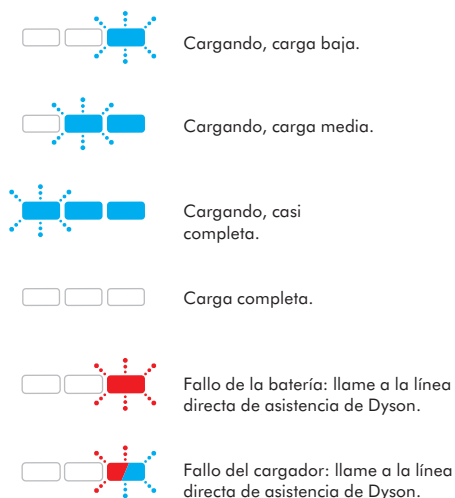 Cargando, carga baja.
Cargando, carga media.
Cargando, casi
completa.
Carga completa.
Fallo de la batería: llame a la línea
directa de asistencia de Dyson.
Fallo del cargador: llame a la línea
directa de asistencia de Dyson.